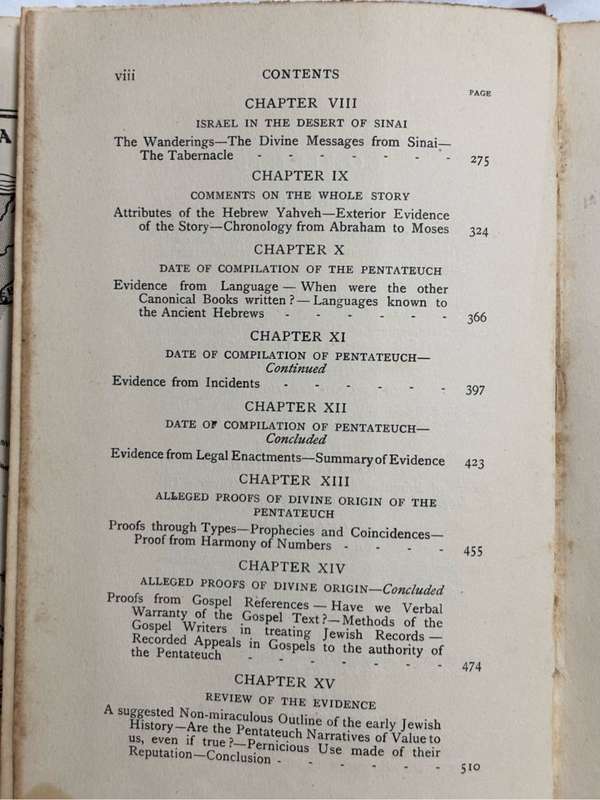 viii CONTENTS
PAGE
CHAPTER VIII
ISRAEL IN THE DESERT OF SINAI
The Wanderings—The Divine Messages from Sinai—
The Tabernacle - - - - - - - 275
CHAPTER IX
COMMENTS ON THE WHOLE STORY
Attributes of the Hebrew Yahveh—Exterior Evidence
of the Story—Chronology from Abraham to Moses 324
CHAPTER X
DATE OF COMPILATION OF THE PENTATEUCH
Evidence from Language — When were the other
Canonical Books written?—Languages known to
the Ancient Hebrews - - - - - - 366
CHAPTER XI
DATE OF COMPILATION OF PENTATEUCH—
Continued
Evidence from Incidents - - - - - - 397
CHAPTER XII
DATE OF COMPILATION OF PENTATEUCH—
Concluded
Evidence from Legal Enactments—Summary of Evidence 423
CHAPTER XIII
ALLEGED PROOFS OF DIVINE ORIGIN OF THE
PENTATEUCH
Proofs through Types—Prophecies and Coincidences—
Proof from Harmony of Numbers - - - - 455
CHAPTER XIV
ALLEGED PROOFS OF DIVINE ORIGIN—Concluded
Proofs from Gospel References — Have we Verbal
Warranty of the Gospel Text?—Methods of the
Gospel Writers in treating Jewish Records —
Recorded Appeals in Gospels to the authority of
the Pentateuch - - - - - - - 474
CHAPTER XV
REVIEW OF THE EVIDENCE
A suggested Non-miraculous Outline of the early Jewish
History—Are the Pentateuch Narratives of Value to
us, even if true?—Pernicious Use made of their
Reputation—Conclusion - - - - - - 510